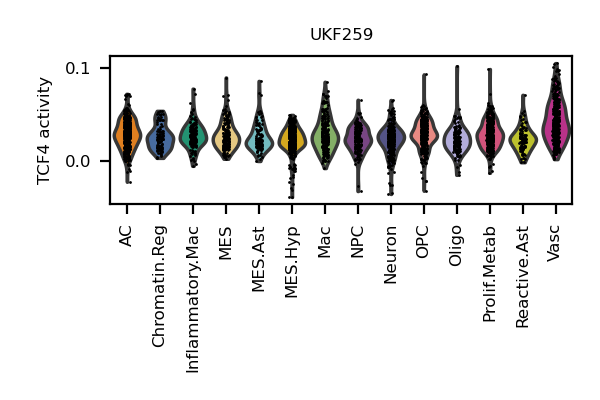 UKF259
TCF4 activity
0.1
0.0
AC
Chromatin.Reg
Inflammatory.Mac
MES
MES.Ast
MES.Hyp
Mac
NPC
Neuron
OPC
Oligo
Prolif.Metab
Reactive.Ast
Vasc